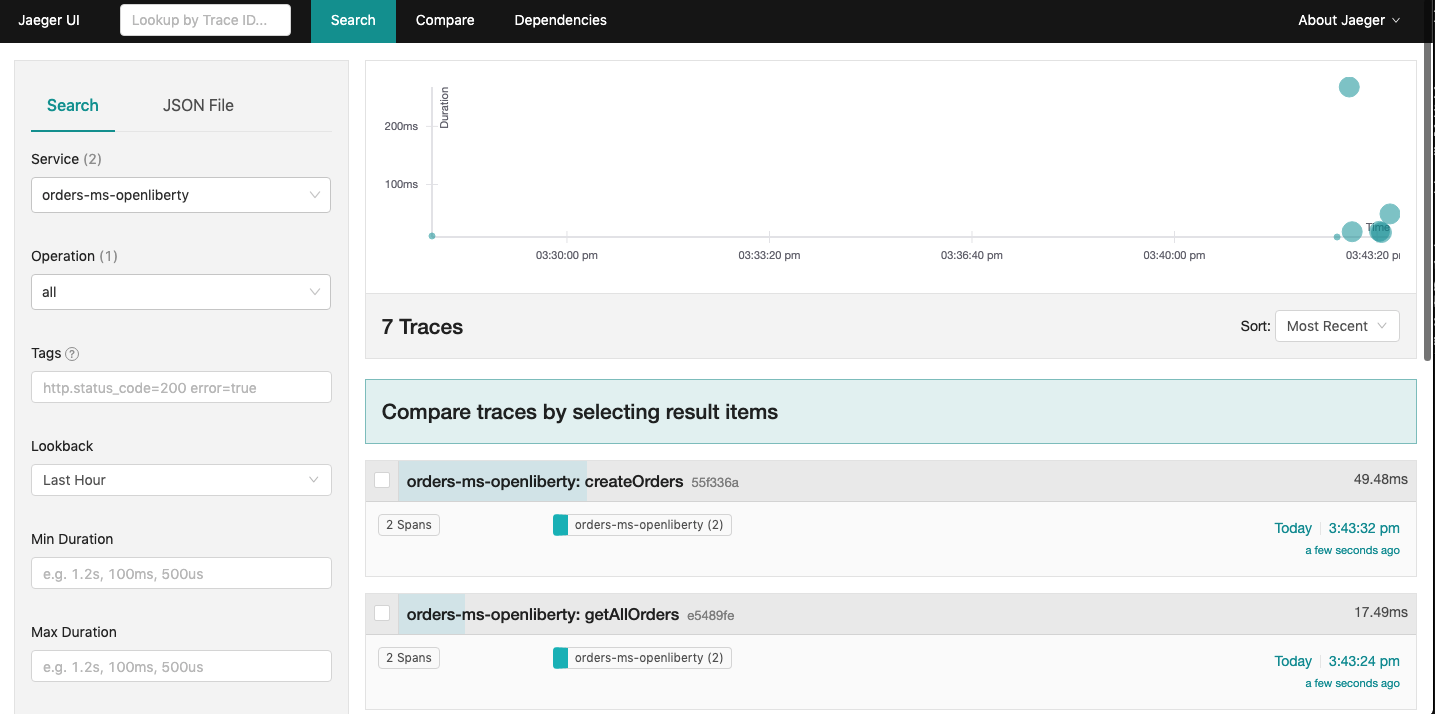 Jaeger UI
Lookup by Trace ID...
Search
Compare
Dependencies
About Jaeger
Search
JSON File
Service (2)
orders-ms-openliberty
Operation (1)
all
Tags ?
http.status_code=200 error=true
Lookback
Last Hour
Min Duration
e.g. 1.2s, 100ms, 500us
Max Duration
e.g. 1.2s, 100ms, 500us
Duration
200ms
100ms
Time
03:30:00 pm
03:33:20 pm
03:36:40 pm
03:40:00 pm
03:43:20 p
7 Traces
Sort: Most Recent
Compare traces by selecting result items
orders-ms-openliberty: createOrders 55f336a
49.48ms
2 Spans
orders-ms-openliberty (2)
Today 3:43:32 pm
a few seconds ago
orders-ms-openliberty: getAllOrders e5489fe
17.49ms
2 Spans
orders-ms-openliberty (2)
Today 3:43:24 pm
a few seconds ago